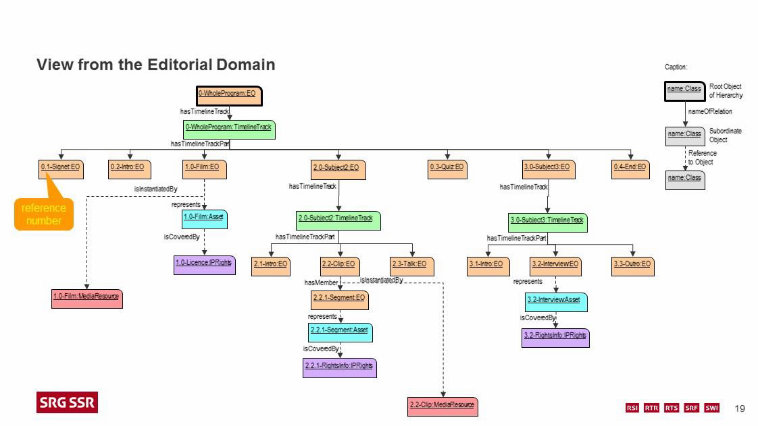 View from the Editorial Domain
Caption:
0-WholeProgram:EO
name:Class
Root Object
of Hierarchy
hasTimelineTrack
nameOfRelation
0-WholeProgram:TimelineTrack
name:Class
Subordinate
Object
hasTimelineTrackPart
Reference
to Object
0.1-Signet:EO
0.2-Intro:EO
1.0-Film:EO
2.0-Subject2:EO
0.3-Quiz:EO
3.0-Subject3:EO
0.4-End:EO
name:Class
isInstantiatedBy
hasTimelineTrack
hasTimelineTrack
reference
number
represents
1.0-Film:Asset
2.0-Subject2:TimelineTrack
3.0-Subject3:TimelineTrack
isCoveredBy
hasTimelineTrackPart
hasTimelineTrackPart
1.0-Licence:IPRights
2.1-Intro:EO
2.2-Clip:EO
2.3-Talk:EO
3.1-Intro:EO
3.2-Interview:EO
3.3-Outro:EO
hasMember
isInstantiatedBy
represents
1.0-Film:MediaResource
2.2.1-Segment:EO
3.2-Interview:Asset
represents
isCoveredBy
2.2.1-Segment:Asset
3.2-RightsInfo:IPRights
isCoveredBy
2.2.1-RightsInfo:IPRights
2.2-Clip:MediaResource
SRG SSR
RSI RTR RTS SRF SWI
19